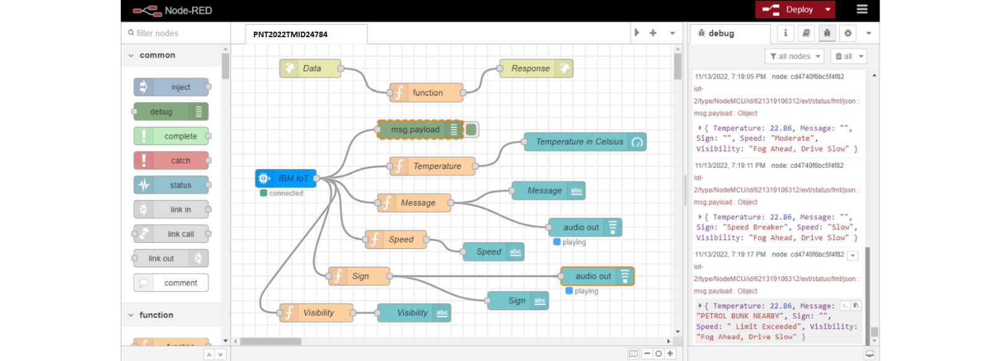 Node-RED
Deploy
filter nodes
PNT2022TMID24784
debug
i
all nodes
all
common
inject
debug
complete
catch
status
link in
link call
link out
comment
function
Data
function
Response
msg.payload
Temperature in Celsius
Temperature
IBM IoT
connected
Message
Message abc
audio out
playing
Speed
Speed abc
Sign
audio out
playing
Sign abc
Visibility
Visibility abc
11/13/2022, 7:19:05 PM node: cd4740f6bc5f4f82
iot-
2/type/NodeMCU/id/621319106312/evt/status/fmt/json :
msg.payload : Object
{ Temperature: 22.86, Message: "",
Sign: "", Speed: "Moderate",
Visibility: "Fog Ahead, Drive Slow" }
11/13/2022, 7:19:11 PM node: cd4740f6bc5f4f82
iot-
2/type/NodeMCU/id/621319106312/evt/status/fmt/json :
msg.payload : Object
{ Temperature: 22.86, Message: "",
Sign: "Speed Breaker", Speed: "Slow",
Visibility: "Fog Ahead, Drive Slow" }
11/13/2022, 7:19:17 PM node: cd4740f6bc5f4f82
iot-
2/type/NodeMCU/id/621319106312/evt/status/fmt/json :
msg.payload : Object
{ Temperature: 22.86, Message:
"PETROL BUNK NEARBY", Sign: "",
Speed: " Limit Exceeded", Visibility:
"Fog Ahead, Drive Slow" }